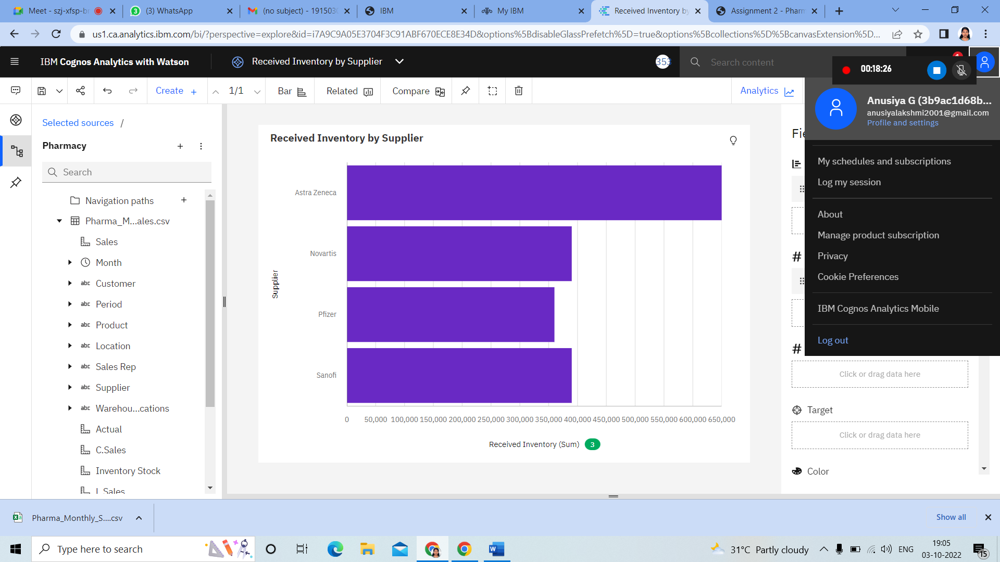 Meet - szj-xfsp-br
(3) WhatsApp
(no subject) - 191503
IBM
My IBM
Received Inventory by
Assignment 2 - Pharm
us1.ca.analytics.ibm.com/bi/?perspective=explore&id=i7A9C9A05E3704F3C91ABF670ECE8E34D&options%5BdisableGlassPrefetch%5D=true&options%5Bcollections%5D%5BcanvasExtension%5D...
IBM Cognos Analytics with Watson
Received Inventory by Supplier
353
Search content
00:18:26
Create +
1/1
Bar
Related
Compare
Analytics
Anusiya G (3b9ac1d68b...
anusiyalakshmi2001@gmail.com
Profile and settings
My schedules and subscriptions
Log my session
About
Manage product subscription
Privacy
Cookie Preferences
IBM Cognos Analytics Mobile
Log out
Selected sources /
Pharmacy
Search
Navigation paths
Pharma_M...ales.csv
Sales
Month
abc Customer
abc Period
abc Product
abc Location
abc Sales Rep
abc Supplier
abc Warehou...cations
Actual
C.Sales
Inventory Stock
L.Sales
Received Inventory by Supplier
Supplier
Astra Zeneca
Novartis
Pfizer
Sanofi
0 50,000 100,000 150,000 200,000 250,000 300,000 350,000 400,000 450,000 500,000 550,000 600,000 650,000
Received Inventory (Sum) 3
Fie
#
#
Click or drag data here
Target
Click or drag data here
Color
Pharma_Monthly_S....csv
Show all
Type here to search
31°C Partly cloudy
ENG
19:05
03-10-2022
15